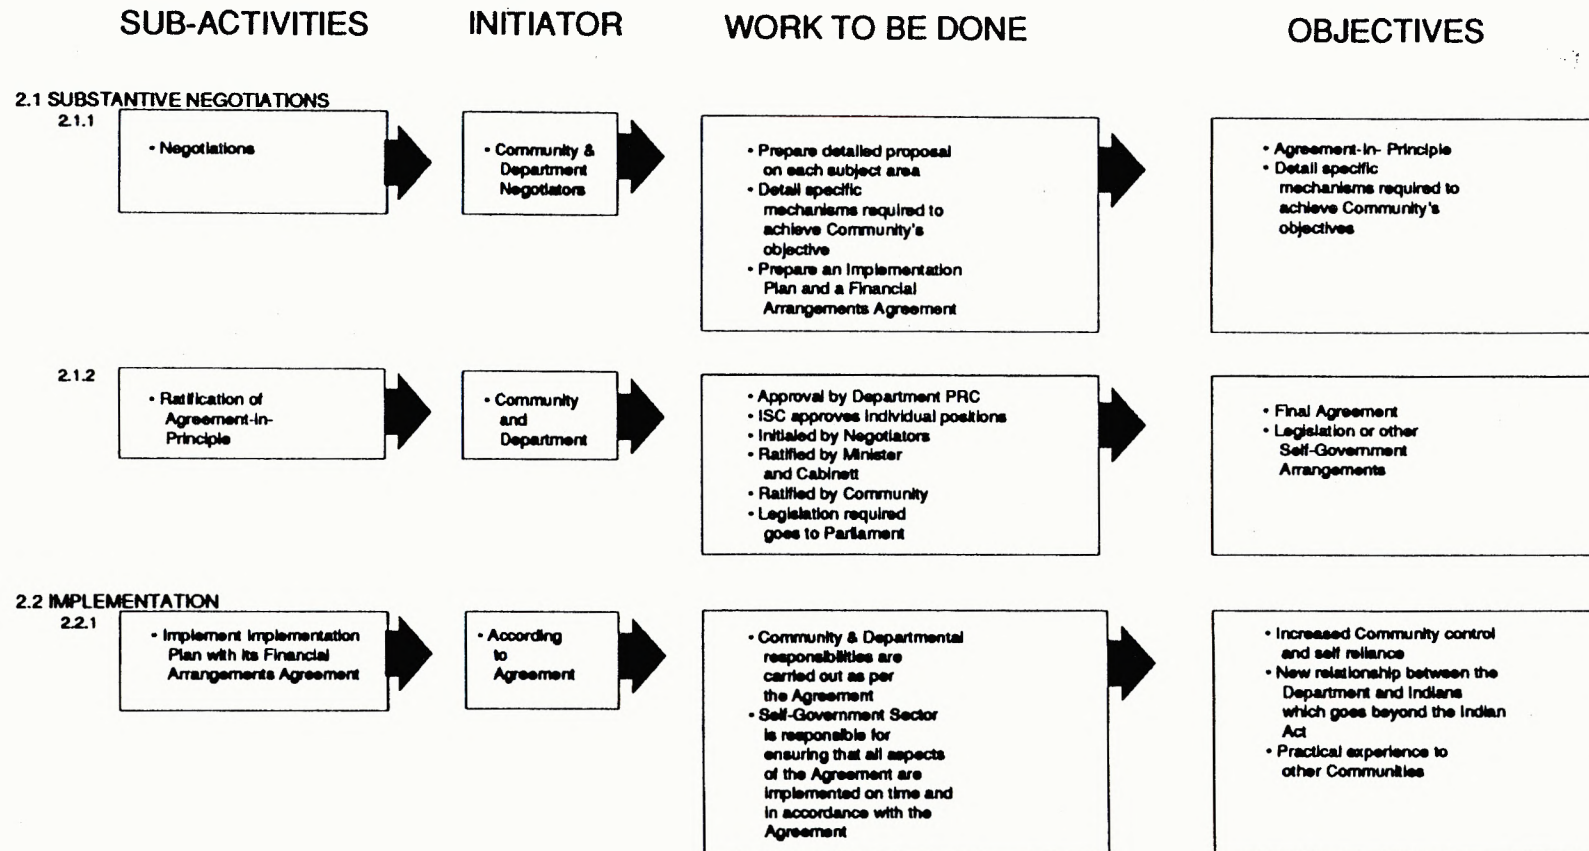 SUB-ACTIVITIES
INITIATOR
WORK TO BE DONE
OBJECTIVES
2.1 SUBSTANTIVE NEGOTIATIONS
2.1.1
• Negotiations
• Community &
Department
Negotiators
• Prepare detailed proposal
on each subject area
• Detail specific
mechanisms required to
achieve Community's
objective
• Prepare an Implementation
Plan and a Financial
Arrangements Agreement
• Agreement-in- Principle
• Detail specific
mechanisms required to
achieve Community's
objectives
2.1.2
• Ratification of
Agreement-in-
Principle
• Community
and
Department
• Approval by Department PRC
• ISC approves individual positions
• Initialed by Negotiators
• Ratified by Minister
and Cabinett
• Ratified by Community
• Legislation required
goes to Parliament
• Final Agreement
• Legislation or other
Self-Government
Arrangements
2.2 IMPLEMENTATION
2.2.1
• Implement Implementation
Plan with its Financial
Arrangements Agreement
• According
to
Agreement
• Community & Departmental
responsibilities are
carried out as per
the Agreement
• Self-Government Sector
is responsible for
ensuring that all aspects
of the Agreement are
implemented on time and
in accordance with the
Agreement
• Increased Community control
and self reliance
• New relationship between the
Department and Indians
which goes beyond the Indian
Act
• Practical experience to
other Communities